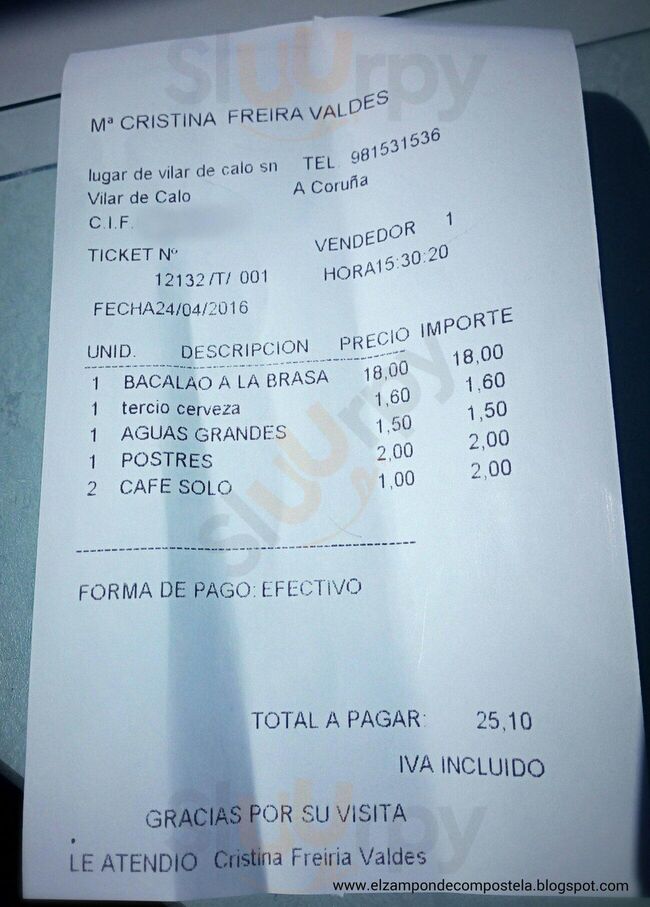 Mª CRISTINA FREIRA VALDES
lugar de vilar de calo sn TEL 981531536
Vilar de Calo A Coruña
C.I.F.
TICKET Nº VENDEDOR 1
12132 /T/ 001 HORA15:30:20
FECHA24/04/2016
UNID. DESCRIPCION PRECIO IMPORTE
1 BACALAO A LA BRASA 18,00 18,00
1 tercio cerveza 1,60 1,60
1 AGUAS GRANDES 1,50 1,50
1 POSTRES 2,00 2,00
2 CAFE SOLO 1,00 2,00
FORMA DE PAGO: EFECTIVO
TOTAL A PAGAR: 25,10
IVA INCLUIDO
GRACIAS POR SU VISITA
LE ATENDIO Cristina Freiria Valdes
www.elzampondecompostela.blogspot.com
sluurpy
sluurpy
sluurpy